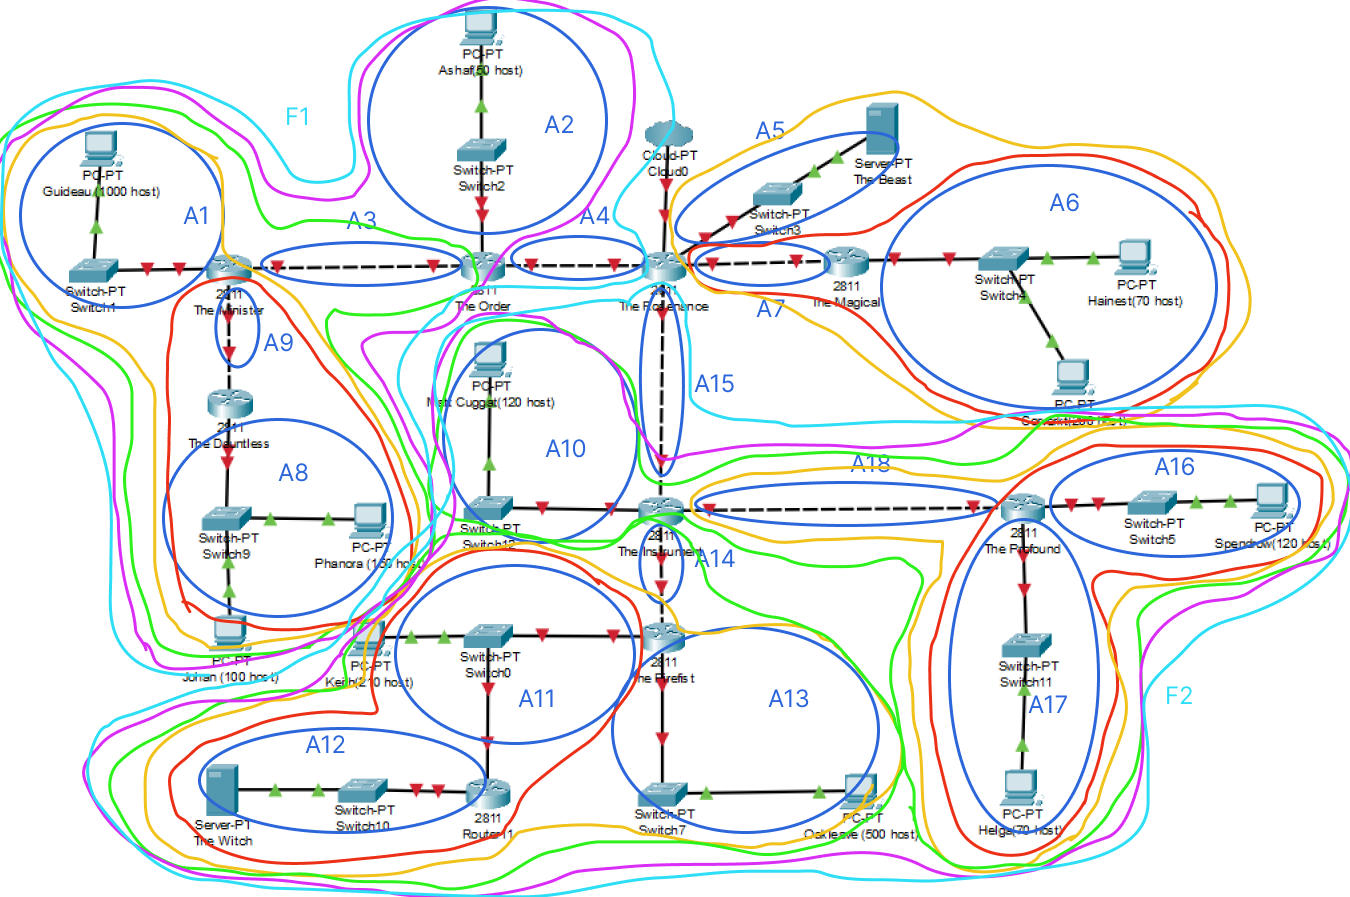 PC-PT
Ashaf(50 host)
F1
A2
A5
Switch-PT
Switch2
Cloud-PT
Cloud0
Server-PT
The Beast
PC-PT
Guideau (1000 host)
A1
A3
A4
Switch-PT
Switch3
A6
Switch-PT
Switch1
2811
The Minister
2811
The Order
2811
2811
The Magical
A7
Switch-PT
Switch4
PC-PT
Hainest(70 host)
A9
PC-PT
Matt Cuggat(120 host)
A15
PC-PT
2811
The Dauntless
A8
A10
A18
A16
Switch-PT
Switch9
PC-PT
Phanora (150 host)
Switch-PT
Switch12
2811
The Instrument
A14
2811
The Profound
Switch-PT
Switch5
PC-PT
Spendrow(120 host)
PC-PT
Johan (100 host)
PC-PT
Keith(210 host)
Switch-PT
Switch0
2811
The Firefist
Switch-PT
Switch11
A11
A13
A17
F2
A12
Server-PT
The Witch
Switch-PT
Switch10
2811
Router11
Switch-PT
Switch7
PC-PT
Oakleave (500 host)
PC-PT
Helga(70 host)